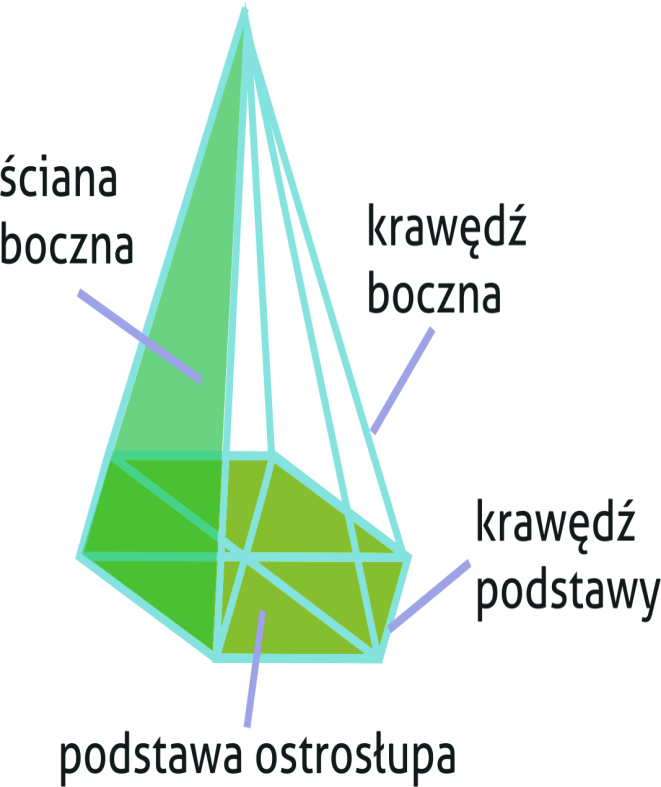 ściana
boczna
krawędź
boczna
krawędź
podstawy
podstawa ostrosłupa